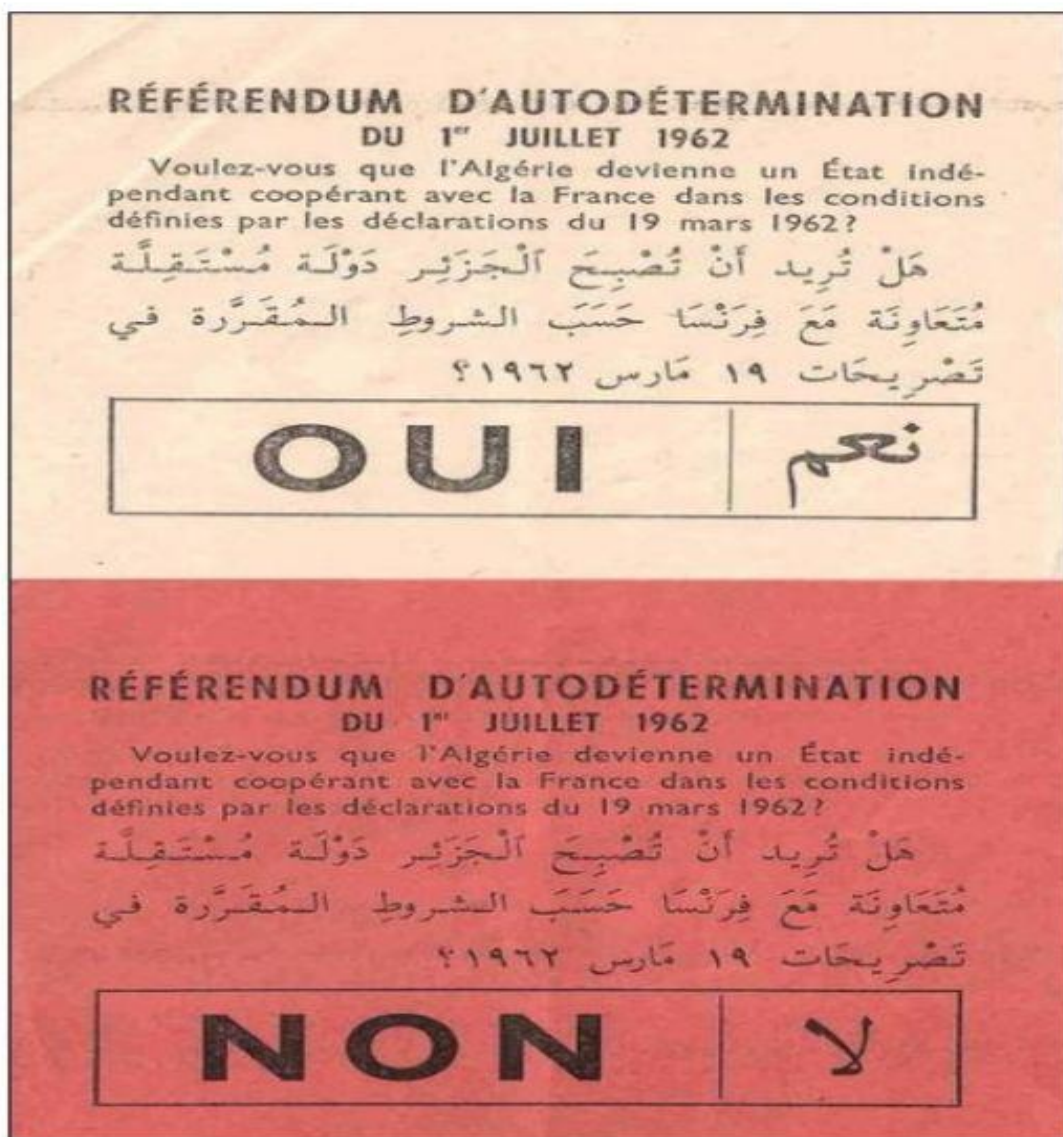 RÉFÉRENDUM D'AUTODÉTERMINATION
DU 1er JUILLET 1962
Voulez-vous que l'Algérie devienne un État indé-
pendant coopérant avec la France dans les conditions
définies par les déclarations du 19 mars 1962?
هَلْ تُرِيد أَنْ تُصْبِحَ ٱلْجَزَئِر دَوْلَة مُسْتَقِلَّة
مُتَعَاوِنَة مَعَ فِرَنْسَا حَسَبَ الشروطِ المُقَرَّرة في
تَصْرِيحَات ١٩ مَارس ١٩٦٢؟
OUI نعم
RÉFÉRENDUM D'AUTODÉTERMINATION
DU 1er JUILLET 1962
Voulez-vous que l'Algérie devienne un État indé-
pendant coopérant avec la France dans les conditions
définies par les déclarations du 19 mars 1962?
هَلْ تُرِيد أَنْ تُصْبِحَ ٱلْجَزَئِر دَوْلَة مُسْتَقِلَّة
مُتَعَاوِنَة مَعَ فِرَنْسَا حَسَبَ الشروطِ المُقَرَّرة في
تَصْرِيحَات ١٩ مَارس ١٩٦٢؟
NON لا